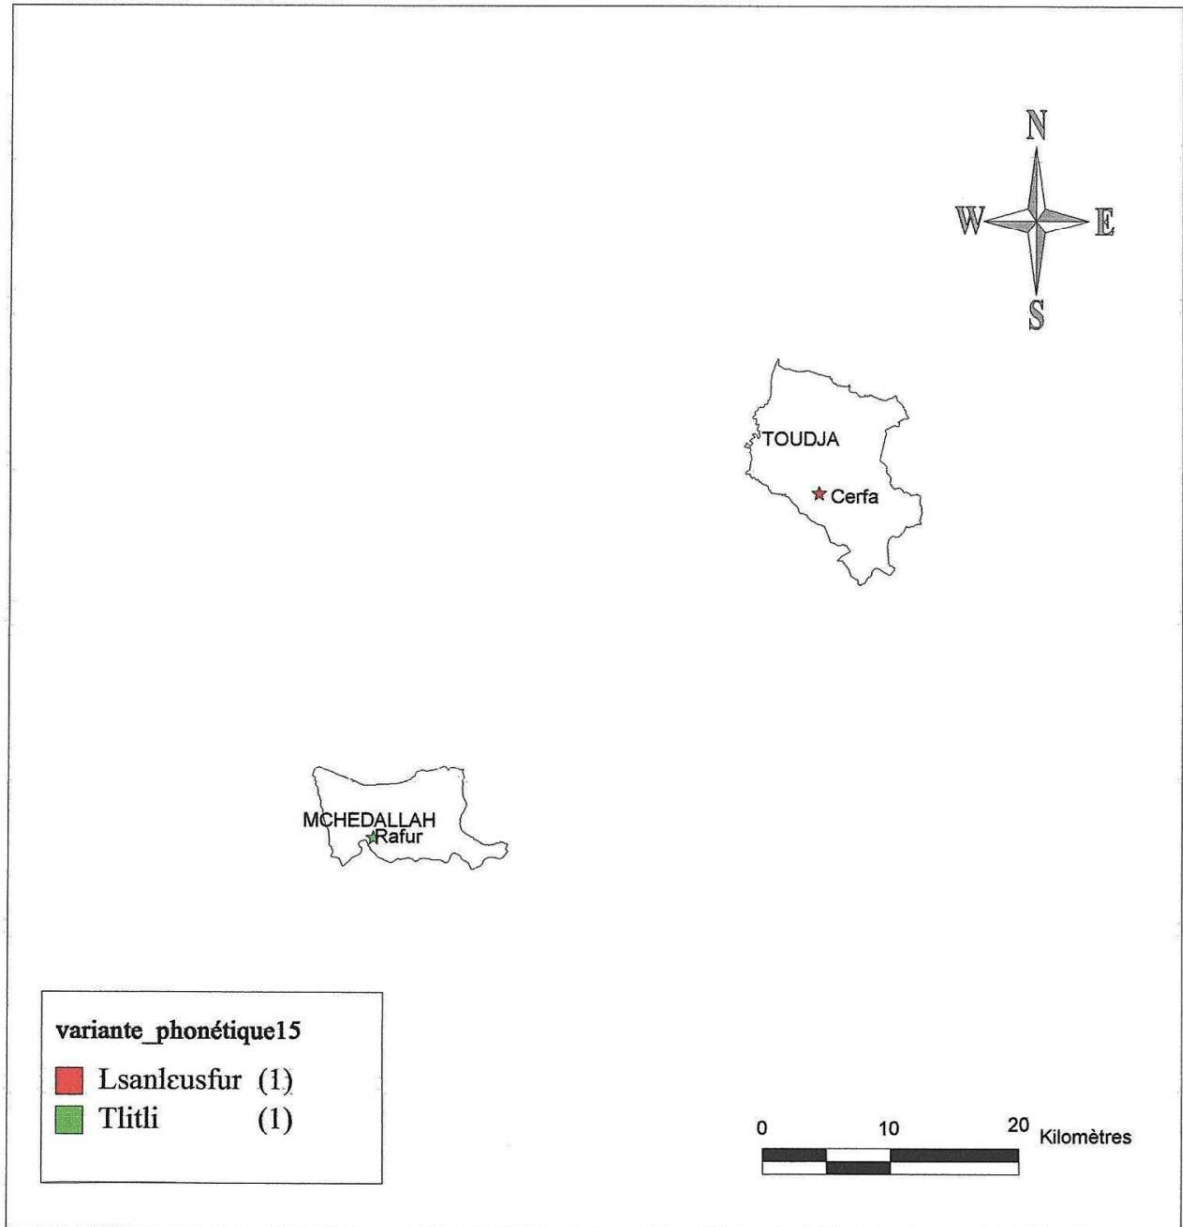 N
W E
S
TOUDJA
Cerfa
MCHEDALLAH
Rafur
variante_phonétique15
Lsanlɛusfur (1)
Tlitli (1)
0 10 20 Kilomètres